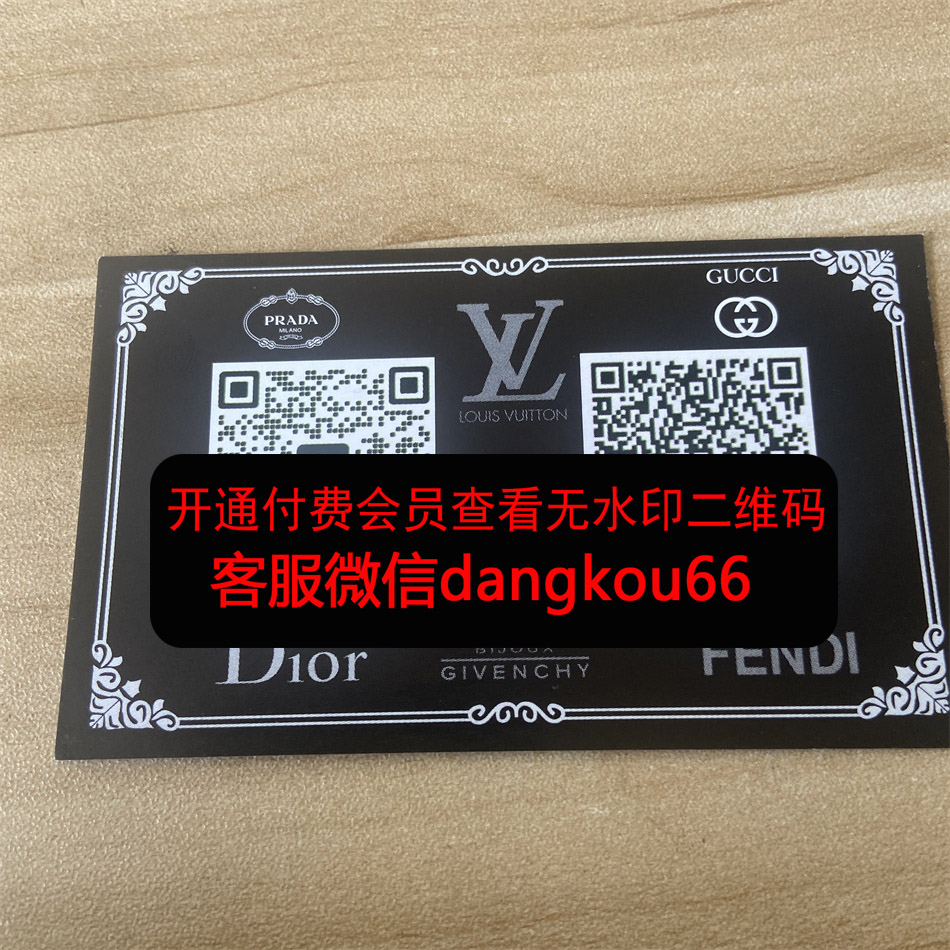 GUCCI
PRADA
MILANO
LOUIS VUITTON
开通付费会员查看无水印二维码
客服微信dangkou66
BIJOUX
Dior
GIVENCHY
FENDI